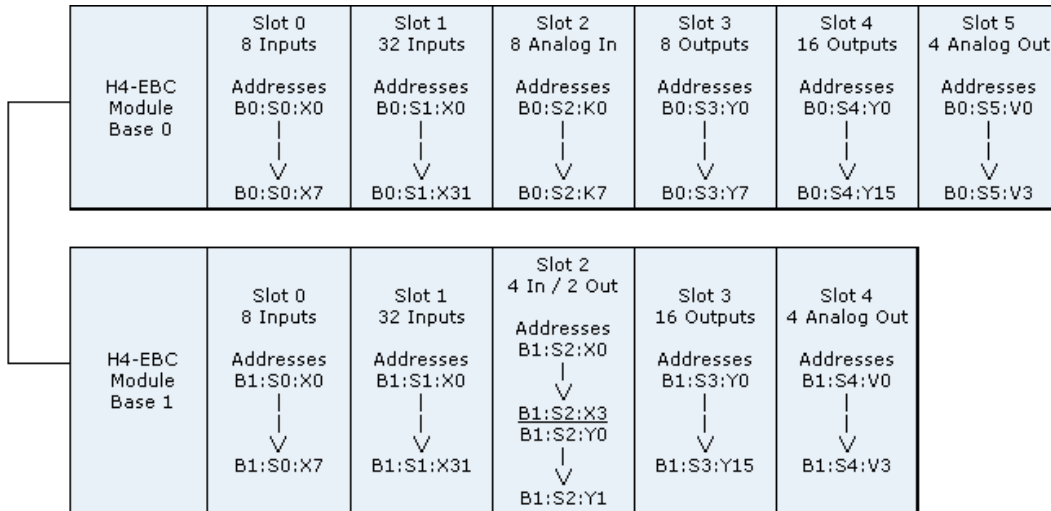 H4-EBC
Module
Base 0
Slot 0
8 Inputs
Addresses
B0:S0:X0
B0:S0:X7
Slot 1
32 Inputs
Addresses
B0:S1:X0
B0:S1:X31
Slot 2
8 Analog In
Addresses
B0:S2:K0
B0:S2:K7
Slot 3
8 Outputs
Addresses
B0:S3:Y0
B0:S3:Y7
Slot 4
16 Outputs
Addresses
B0:S4:Y0
B0:S4:Y15
Slot 5
4 Analog Out
Addresses
B0:S5:V0
B0:S5:V3
H4-EBC
Module
Base 1
Slot 0
8 Inputs
Addresses
B1:S0:X0
B1:S0:X7
Slot 1
32 Inputs
Addresses
B1:S1:X0
B1:S1:X31
Slot 2
4 In / 2 Out
Addresses
B1:S2:X0
B1:S2:X3
B1:S2:Y0
B1:S2:Y1
Slot 3
16 Outputs
Addresses
B1:S3:Y0
B1:S3:Y15
Slot 4
4 Analog Out
Addresses
B1:S4:V0
B1:S4:V3